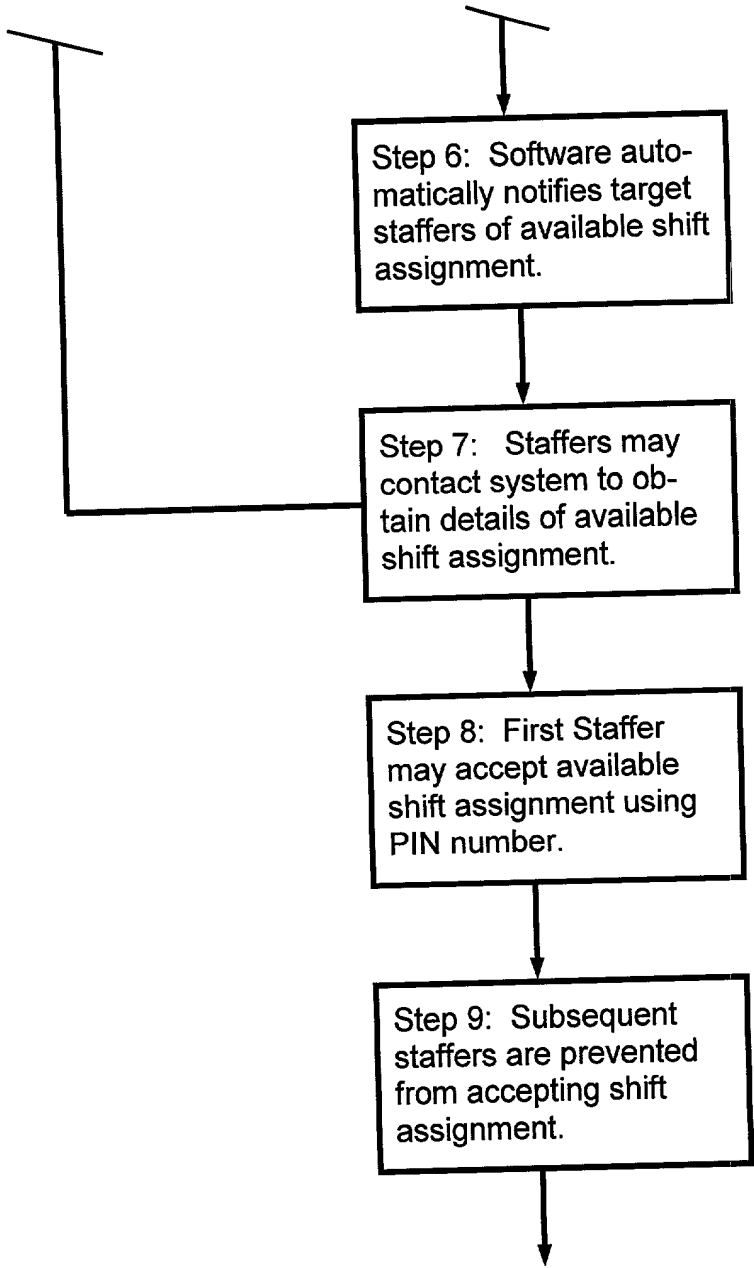 Step 6:  Software auto-
matically notifies target
staffers of available shift
assignment.
Step 7:   Staffers may
contact system to ob-
tain details of available
shift assignment.
Step 8:  First Staffer
may accept available
shift assignment using
PIN number.
Step 9:  Subsequent
staffers are prevented
from accepting shift
assignment.